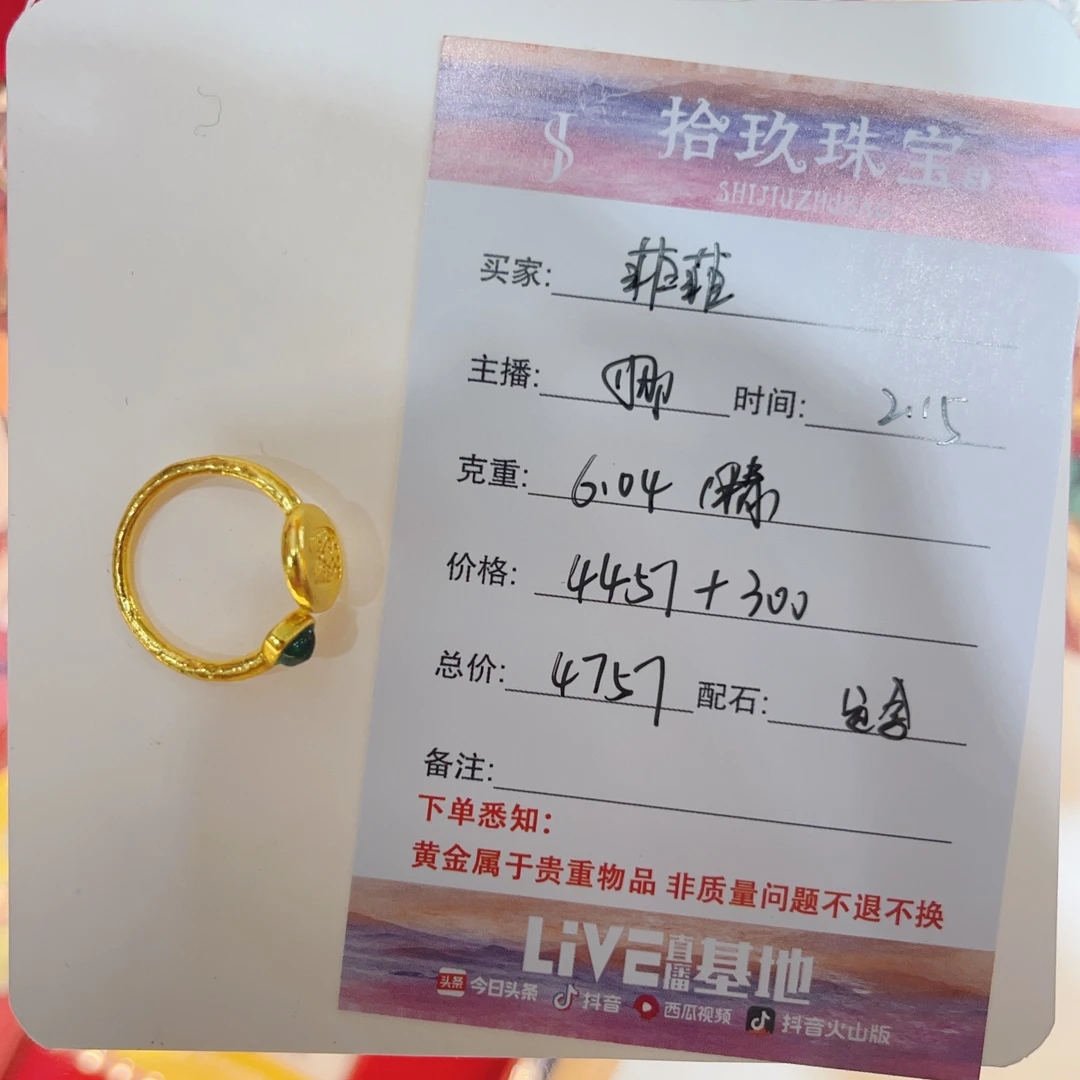 拾玖珠宝
SHIJIUZHUBAO
买家: 菲菲
主播: 娜 时间: 2.15
克重: 6.04
价格: 4457+300
总价: 4757 配石:
备注:
下单悉知:
黄金属于贵重物品 非质量问题不退不换
LiVE直播基地
头条 今日头条 抖音 西瓜视频 抖音火山版